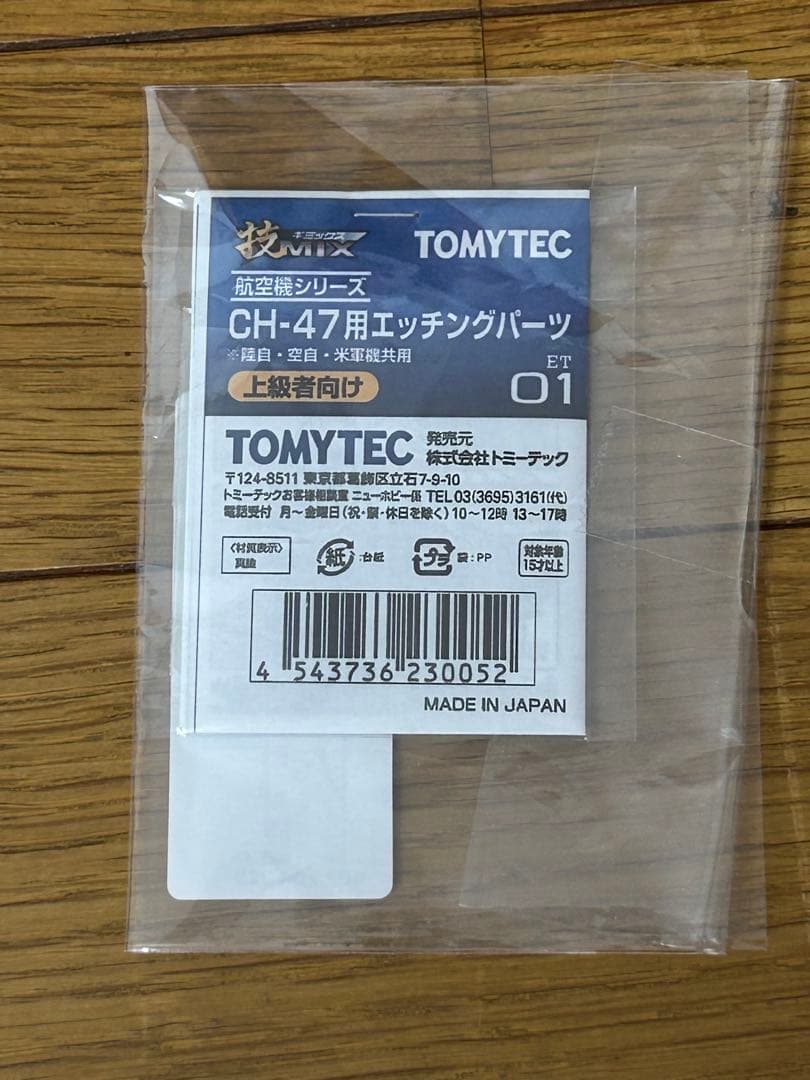 技MIX ギミックス TOMYTEC
航空機シリーズ
CH-47用エッチングパーツ
※陸自・空自・米軍機共用
上級者向け ET 01
TOMYTEC 発売元 株式会社トミーテック
〒124-8511 東京都葛飾区立石7-9-10
トミーテックお客様相談室 ニューホビー係 TEL 03(3695)3161(代)
電話受付 月〜金曜日(祝・祭・休日を除く)10〜12時 13〜17時
〈材質表示〉 真鍮
紙 :台紙
プラ 袋:PP
対象年齢 15才以上
4 543736 230052
MADE IN JAPAN